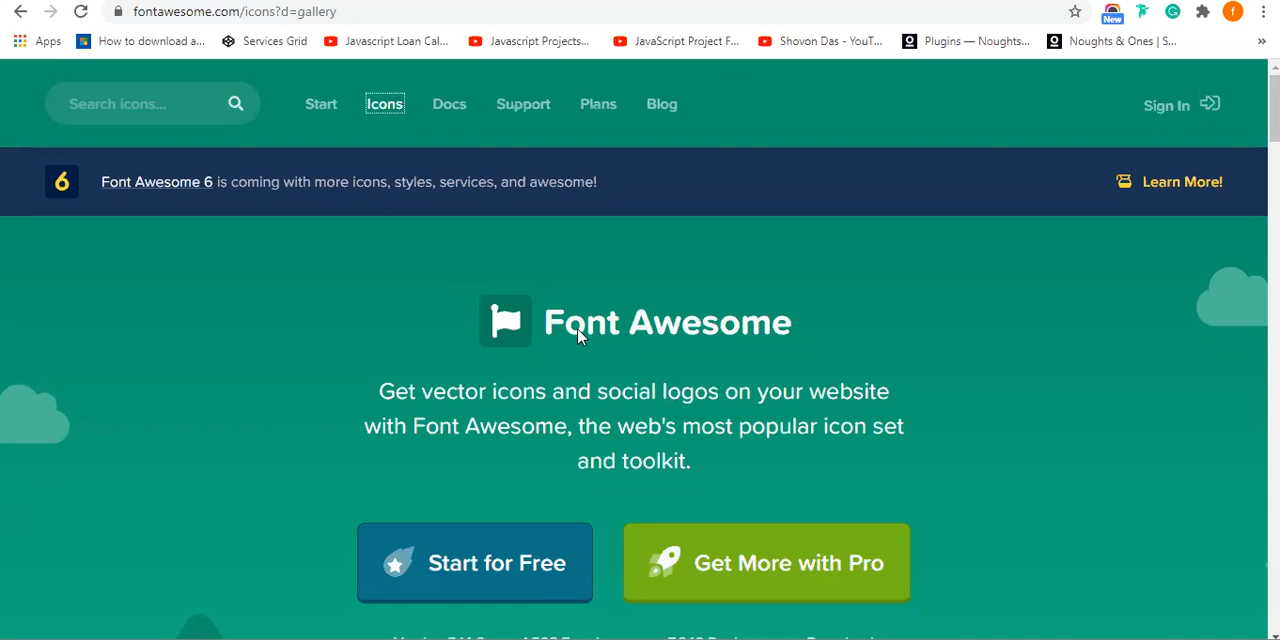 fontawesome.com/icons?d=gallery
New
f
Apps
How to download a...
Services Grid
Javascript Loan Cal...
Javascript Projects...
JavaScript Project F...
Shovon Das - YouT...
Plugins — Noughts...
Noughts & Ones | S...
»
Search icons...
Start
Icons
Docs
Support
Plans
Blog
Sign In
6
Font Awesome 6 is coming with more icons, styles, services, and awesome!
Learn More!
Font Awesome
Get vector icons and social logos on your website
with Font Awesome, the web's most popular icon set
and toolkit.
Start for Free
Get More with Pro